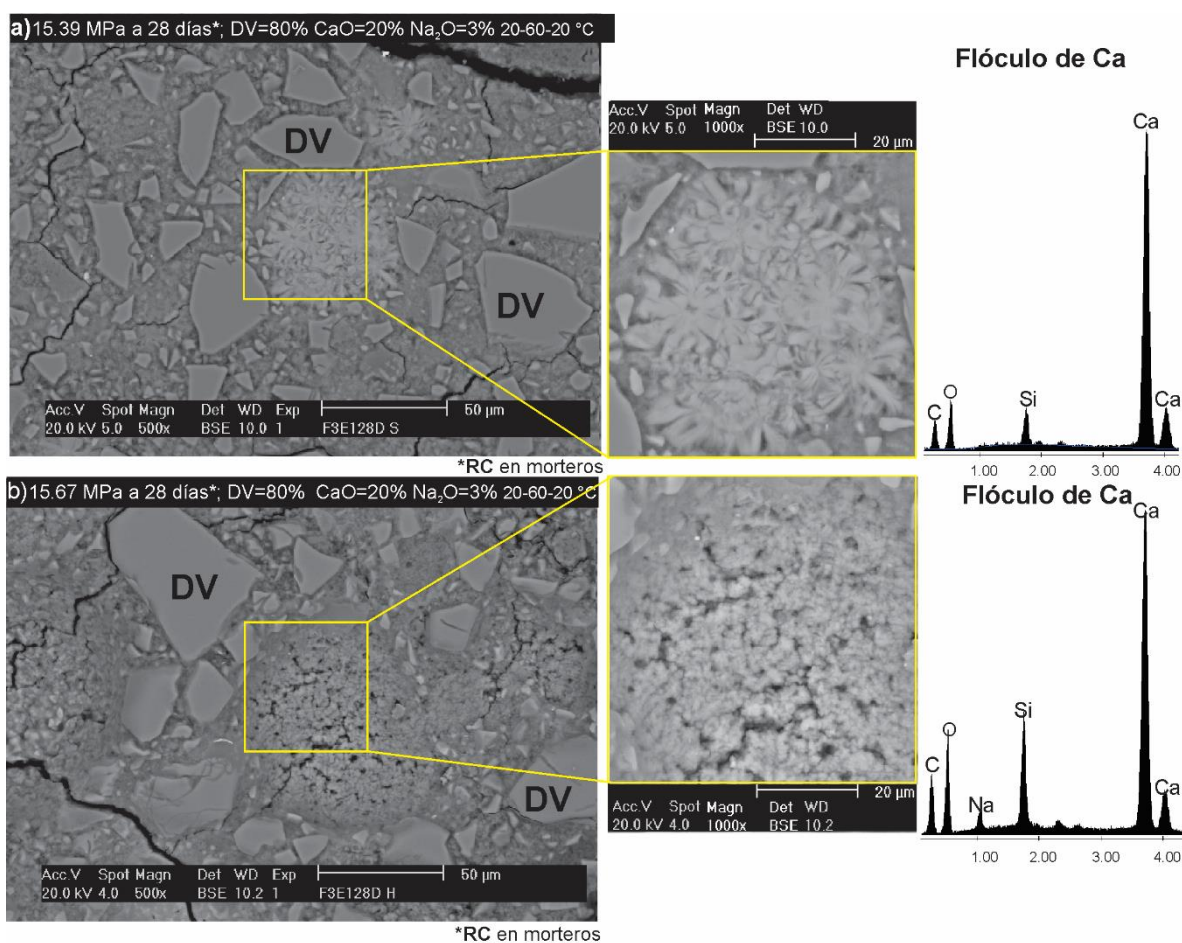 a)15.39 MPa a 28 días*; DV=80% CaO=20% Na₂O=3% 20-60-20 °C
DV
DV
Acc.V Spot Magn Det WD Exp 50 µm
20.0 kV 5.0 500x BSE 10.0 1 F3E128D S
*RC en morteros
Acc.V Spot Magn Det WD
20.0 kV 5.0 1000x BSE 10.0 20 µm
Flóculo de Ca
Ca
C O Si Ca
1.00 2.00 3.00 4.00
b)15.67 MPa a 28 días*; DV=80% CaO=20% Na₂O=3% 20-60-20 °C
DV
DV
Acc.V Spot Magn Det WD Exp 50 µm
20.0 kV 4.0 500x BSE 10.2 1 F3E128D H
*RC en morteros
Acc.V Spot Magn Det WD 20 µm
20.0 kV 4.0 1000x BSE 10.2
Flóculo de Ca
Ca
C O Na Si Ca
1.00 2.00 3.00 4.00